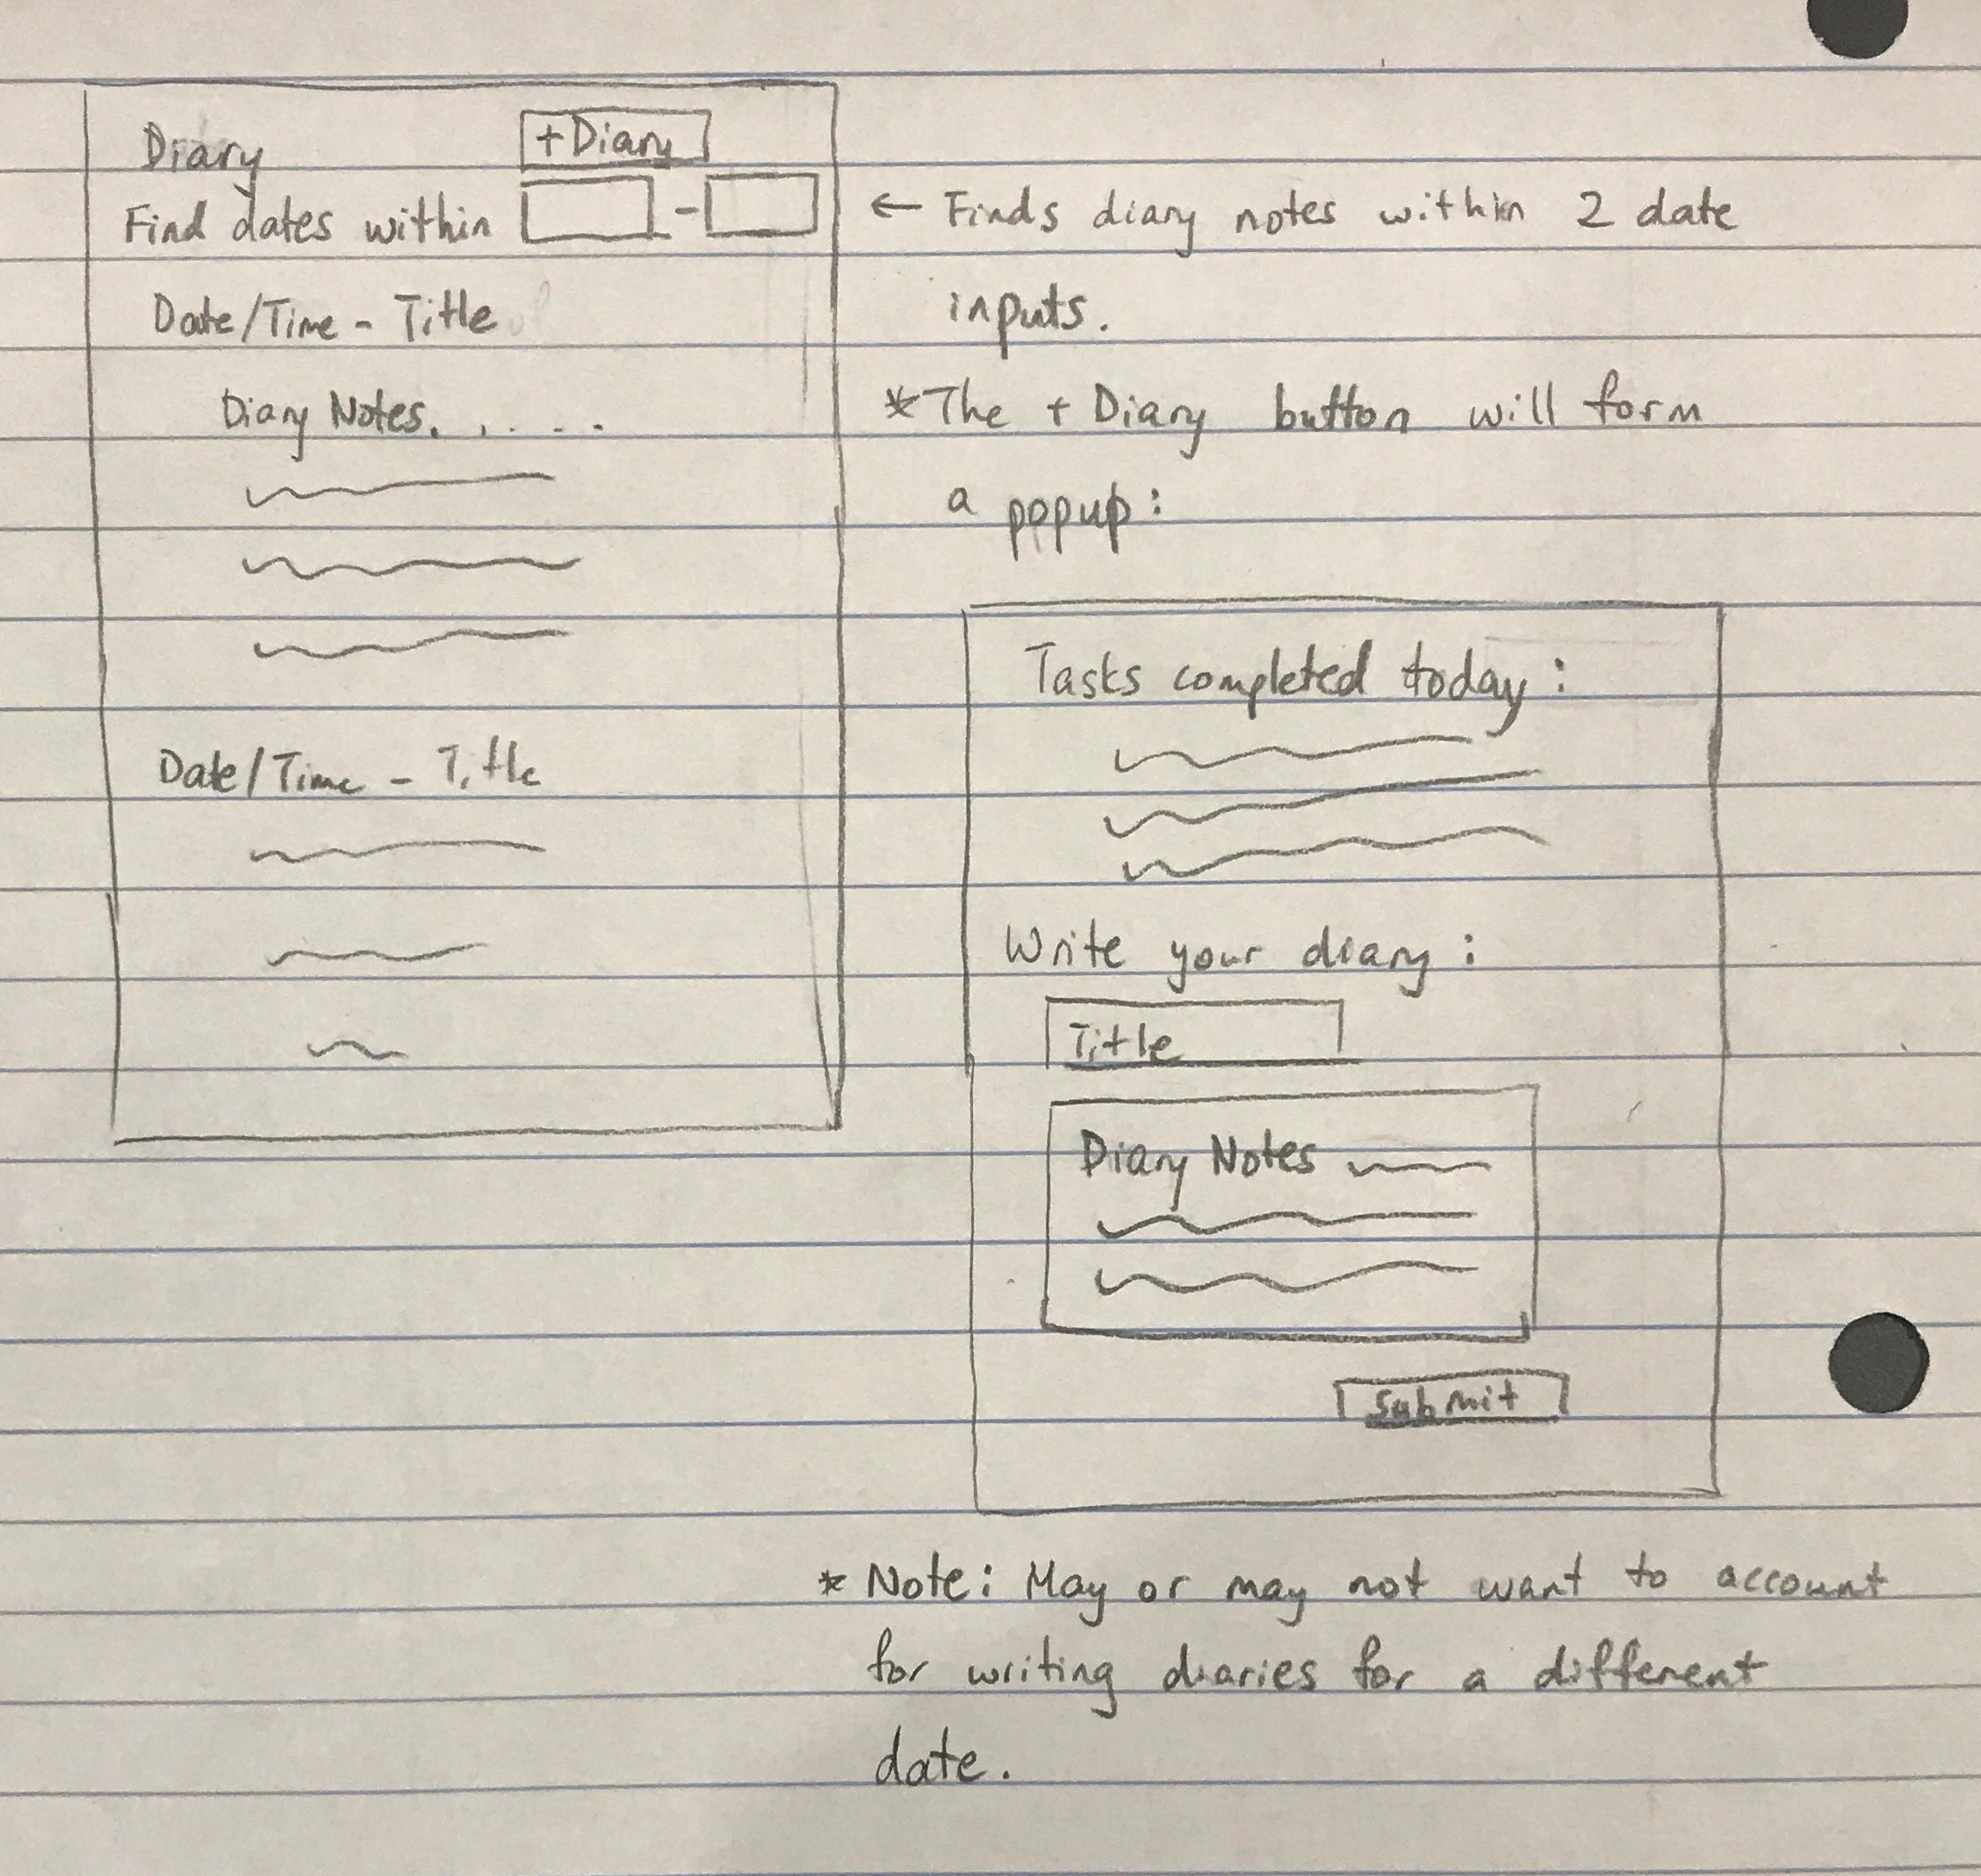 Diary +Diary
Find dates within -
Date/Time - Title
Diary Notes. . . . .
Date/Time - Title
← Finds diary notes within 2 date
inputs.
*The + Diary button will form
a popup:
Tasks completed today:
Write your diary:
Title
Diary Notes
Submit
* Note: May or may not want to account
for writing diaries for a different
date.